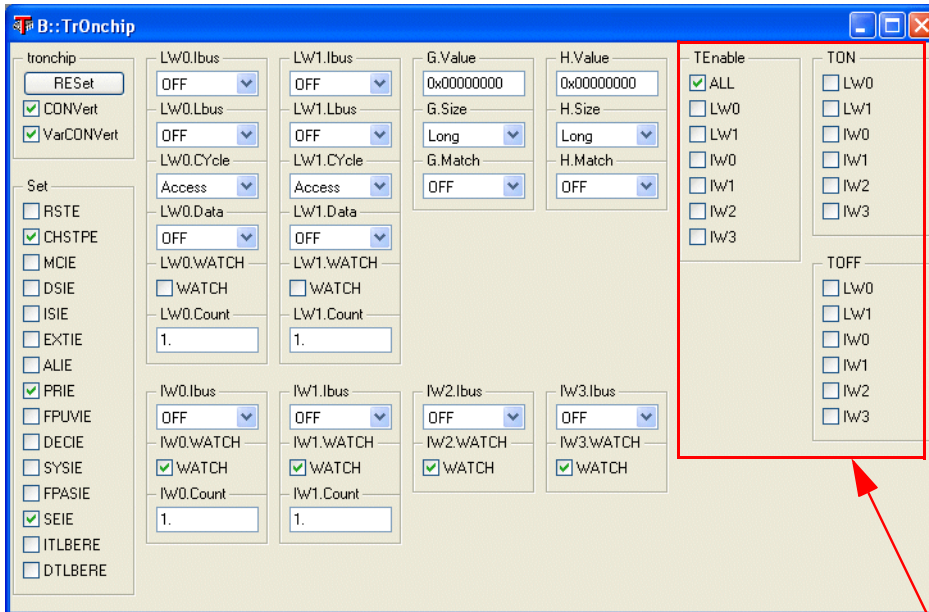 B::TrOnchip
tronchip
RESet
CONVert
VarCONVert
Set
RSTE
CHSTPE
MCIE
DSIE
ISIE
EXTIE
ALIE
PRIE
FPUVIE
DECIE
SYSIE
FPASIE
SEIE
ITLBERE
DTLBERE
LW0.Ibus
OFF
LW0.Lbus
OFF
LW0.CYcle
Access
LW0.Data
OFF
LW0.WATCH
WATCH
LW0.Count
1.
LW1.Ibus
OFF
LW1.Lbus
OFF
LW1.CYcle
Access
LW1.Data
OFF
LW1.WATCH
WATCH
LW1.Count
1.
G.Value
0x00000000
G.Size
Long
G.Match
OFF
H.Value
0x00000000
H.Size
Long
H.Match
OFF
IW0.Ibus
OFF
IW0.WATCH
WATCH
IW0.Count
1.
IW1.Ibus
OFF
IW1.WATCH
WATCH
IW1.Count
1.
IW2.Ibus
OFF
IW2.WATCH
WATCH
IW3.Ibus
OFF
IW3.WATCH
WATCH
TEnable
ALL
LW0
LW1
IW0
IW1
IW2
IW3
TON
LW0
LW1
IW0
IW1
IW2
IW3
TOFF
LW0
LW1
IW0
IW1
IW2
IW3